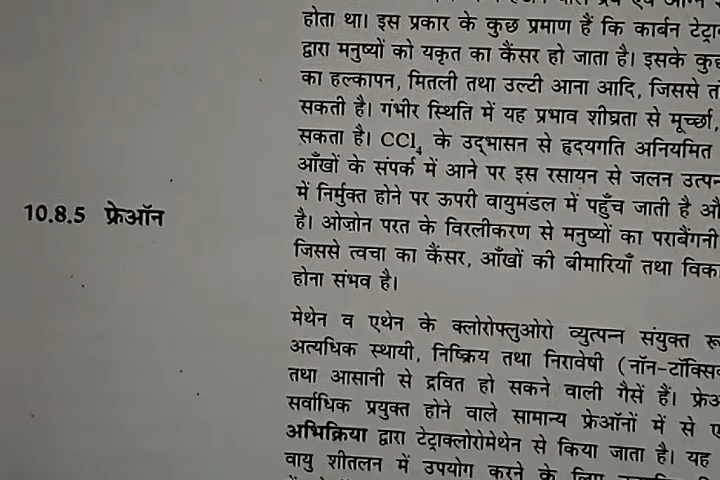 होता था। इस प्रकार के कुछ प्रमाण हैं कि कार्बन
द्वारा मनुष्यों को यकृत का कैंसर हो जाता है। इसके
का हल्कापन, मितली तथा उल्टी आना आदि, जिससे
सकती है। गंभीर स्थिति में यह प्रभाव शीघ्रता से मूर्च्छा,
सकता है। CCl₄ के उद्भासन से हृदयगति अनियमित
आँखों के संपर्क में आने पर इस रसायन से जलन
में निर्मुक्त होने पर ऊपरी वायुमंडल में पहुँच जाती है
10.8.5 फ्रेऑन
है। ओज़ोन परत के विरलीकरण से मनुष्यों का पराबैंगनी
जिससे त्वचा का कैंसर, आँखों की बीमारियाँ तथा
होना संभव है।
मेथेन व एथेन के क्लोरोफ्लुओरो व्युत्पन्न संयुक्त
अत्यधिक स्थायी, निष्क्रिय तथा निरावेषी
तथा आसानी से द्रवित हो सकने वाली गैसें हैं।
सर्वाधिक प्रयुक्त होने वाले सामान्य फ्रेऑनों में से
अभिक्रिया द्वारा टेट्राक्लोरोमेथेन से किया जाता है। यह
वायु शीतलन में उपयोग करने के लिए